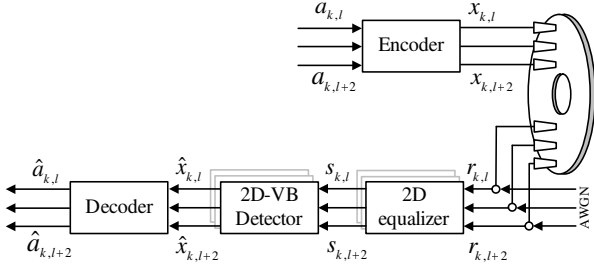 a_{k,l} x_{k,l}
Encoder
a_{k,l+2} x_{k,l+2}
â_{k,l} x̂_{k,l} s_{k,l} r_{k,l}
Decoder
2D-VB
Detector
2D
equalizer
AWGN
â_{k,l+2} x̂_{k,l+2} s_{k,l+2} r_{k,l+2}